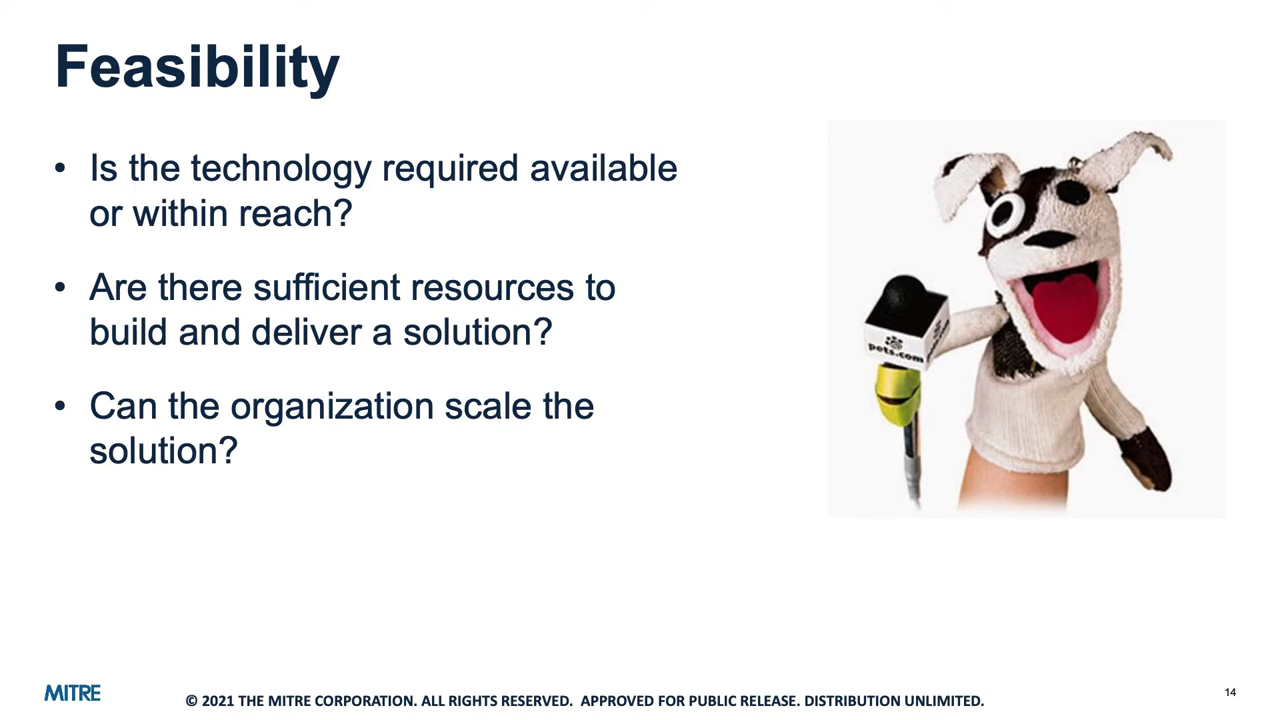 Feasibility
• Is the technology required available
or within reach?
• Are there sufficient resources to
build and deliver a solution?
• Can the organization scale the
solution?
pets.com
MITRE
© 2021 THE MITRE CORPORATION. ALL RIGHTS RESERVED. APPROVED FOR PUBLIC RELEASE. DISTRIBUTION UNLIMITED.
14